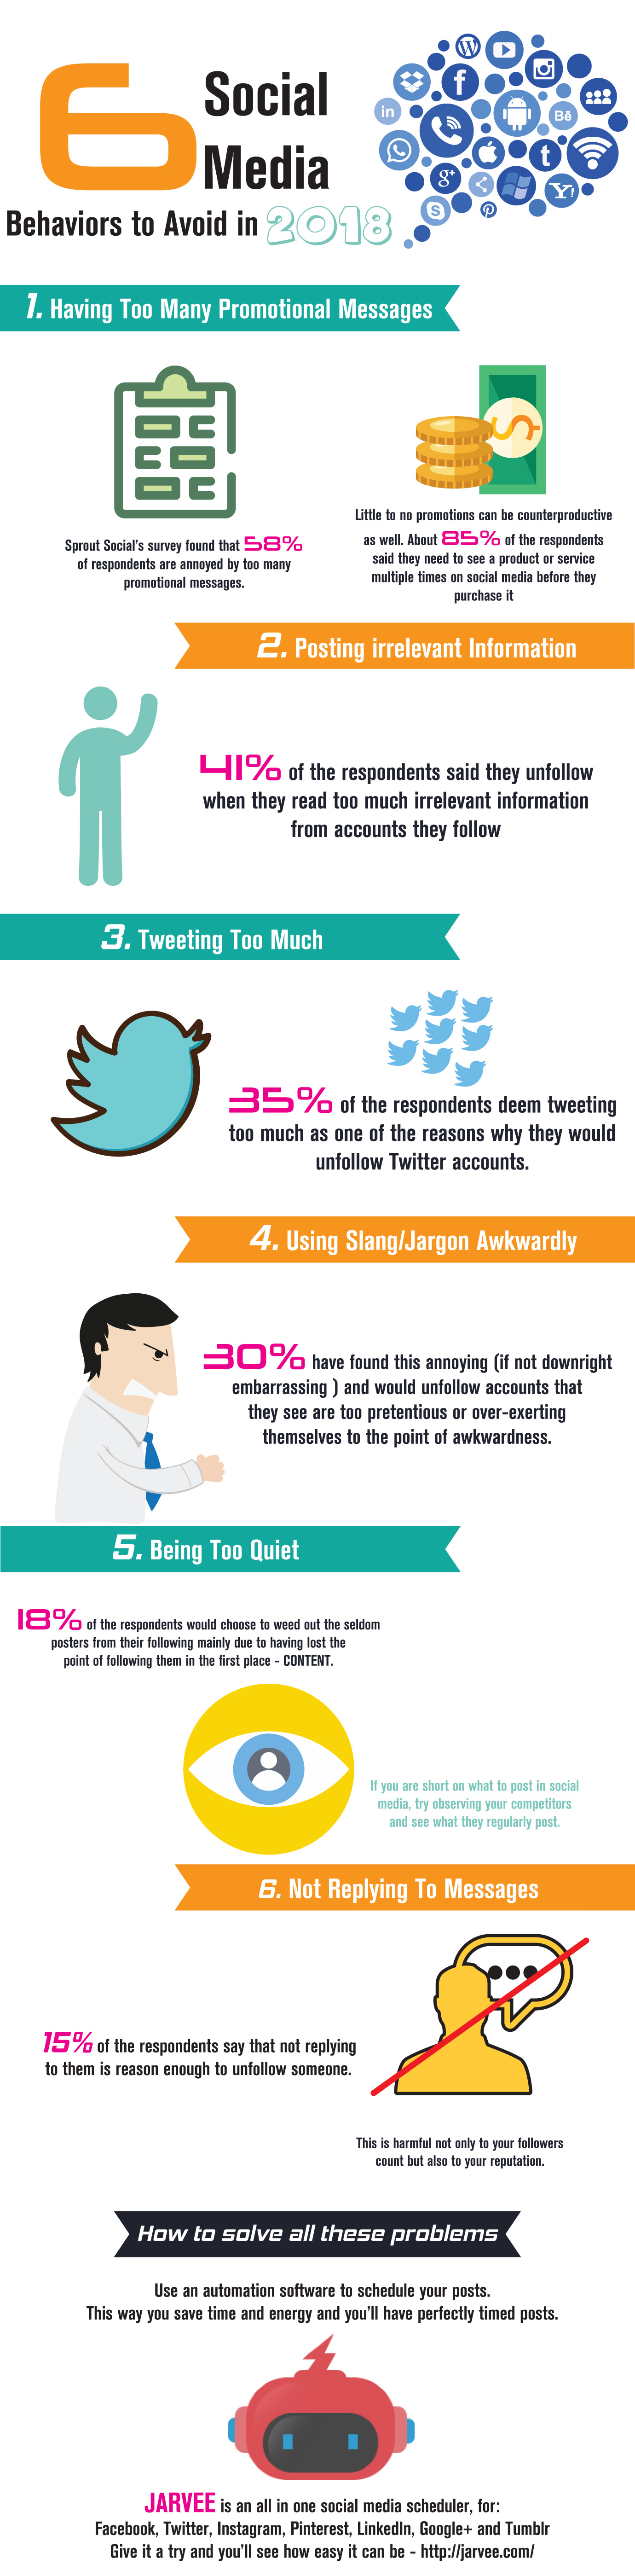 6 Social
Media
Behaviors to Avoid in 2018
in
f
Bē
t
g+
Y!
S
1. Having Too Many Promotional Messages
Sprout Social's survey found that 58%
of respondents are annoyed by too many
promotional messages.
Little to no promotions can be counterproductive
as well. About 85% of the respondents
said they need to see a product or service
multiple times on social media before they
purchase it
2. Posting irrelevant Information
41% of the respondents said they unfollow
when they read too much irrelevant information
from accounts they follow
3. Tweeting Too Much
35% of the respondents deem tweeting
too much as one of the reasons why they would
unfollow Twitter accounts.
4. Using Slang/Jargon Awkwardly
30% have found this annoying (if not downright
embarrassing ) and would unfollow accounts that
they see are too pretentious or over-exerting
themselves to the point of awkwardness.
5. Being Too Quiet
18% of the respondents would choose to weed out the seldom
posters from their following mainly due to having lost the
point of following them in the first place - CONTENT.
If you are short on what to post in social
media, try observing your competitors
and see what they regularly post.
6. Not Replying To Messages
15% of the respondents say that not replying
to them is reason enough to unfollow someone.
This is harmful not only to your followers
count but also to your reputation.
How to solve all these problems
Use an automation software to schedule your posts.
This way you save time and energy and you'll have perfectly timed posts.
JARVEE is an all in one social media scheduler, for:
Facebook, Twitter, Instagram, Pinterest, LinkedIn, Google+ and Tumblr
Give it a try and you'll see how easy it can be - http://jarvee.com/